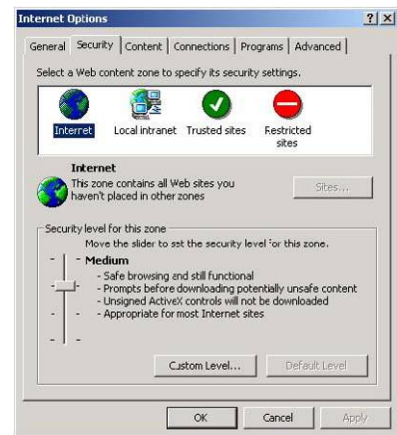 Internet Options
? ×
General Security Content Connections Programs Advanced
Select a Web content zone to specify its security settings.
Internet Local intranet Trusted sites Restricted sites
Internet
This zone contains all Web sites you
haven't placed in other zones
Sites...
Security level for this zone
Move the slider to set the security level for this zone.
Medium
- Safe browsing and still functional
- Prompts before downloading potentially unsafe content
- Unsigned ActiveX controls will not be downloaded
- Appropriate for most Internet sites
Custom Level... Default Level
OK Cancel Apply